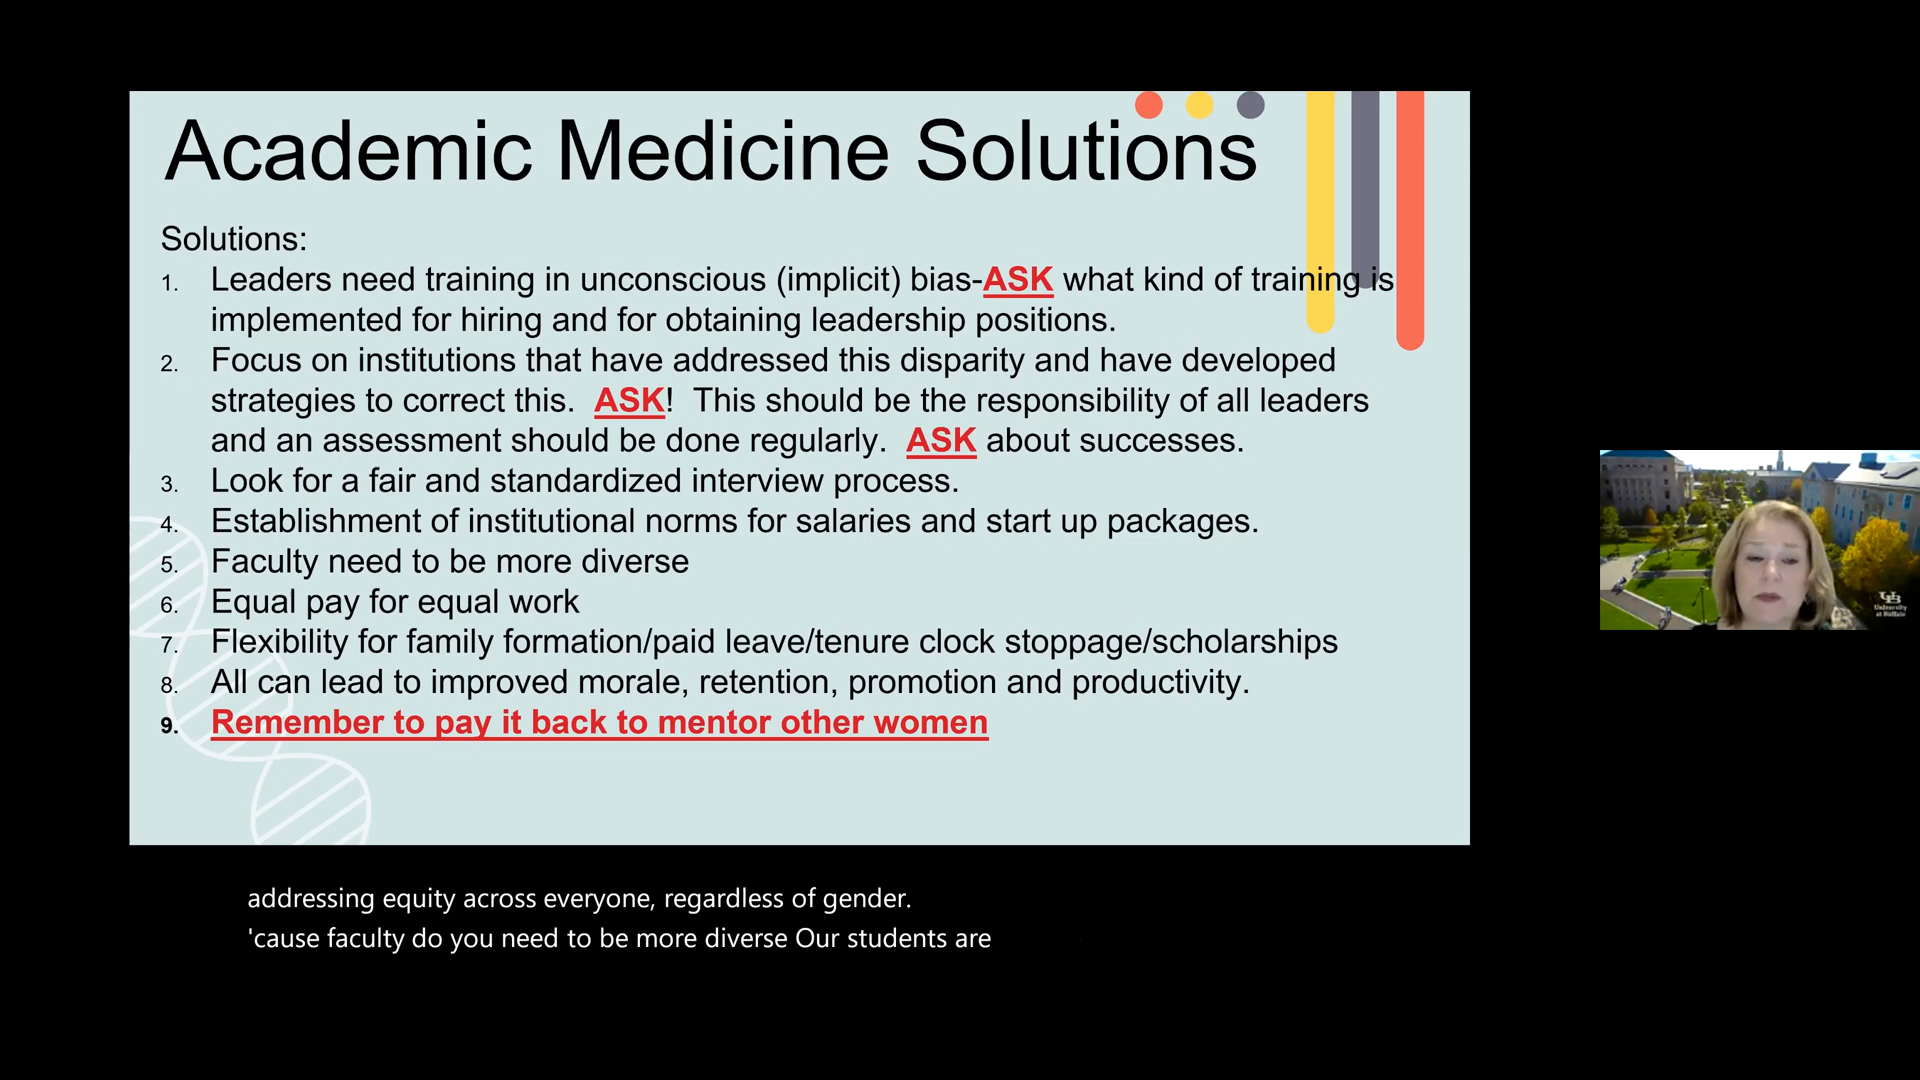 Academic Medicine Solutions
Solutions:
1. Leaders need training in unconscious (implicit) bias-ASK what kind of training is
implemented for hiring and for obtaining leadership positions.
2. Focus on institutions that have addressed this disparity and have developed
strategies to correct this.  ASK!  This should be the responsibility of all leaders
and an assessment should be done regularly.  ASK about successes.
3. Look for a fair and standardized interview process.
4. Establishment of institutional norms for salaries and start up packages.
5. Faculty need to be more diverse
6. Equal pay for equal work
7. Flexibility for family formation/paid leave/tenure clock stoppage/scholarships
8. All can lead to improved morale, retention, promotion and productivity.
9. Remember to pay it back to mentor other women
UB
University
at Buffalo
addressing equity across everyone, regardless of gender.
'cause faculty do you need to be more diverse Our students are